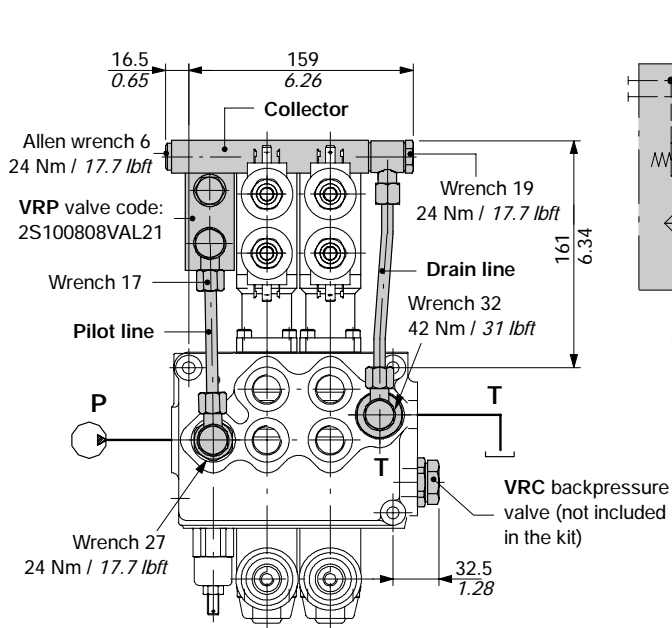 16.5
0.65
159
6.26
Collector
Allen wrench 6
24 Nm / 17.7 lbft
VRP valve code:
2S100808VAL21
Wrench 17
Pilot line
P
Wrench 19
24 Nm / 17.7 lbft
161
6.34
Drain line
Wrench 32
42 Nm / 31 lbft
T
T
VRC backpressure
valve (not included
in the kit)
Wrench 27
24 Nm / 17.7 lbft
32.5
1.28